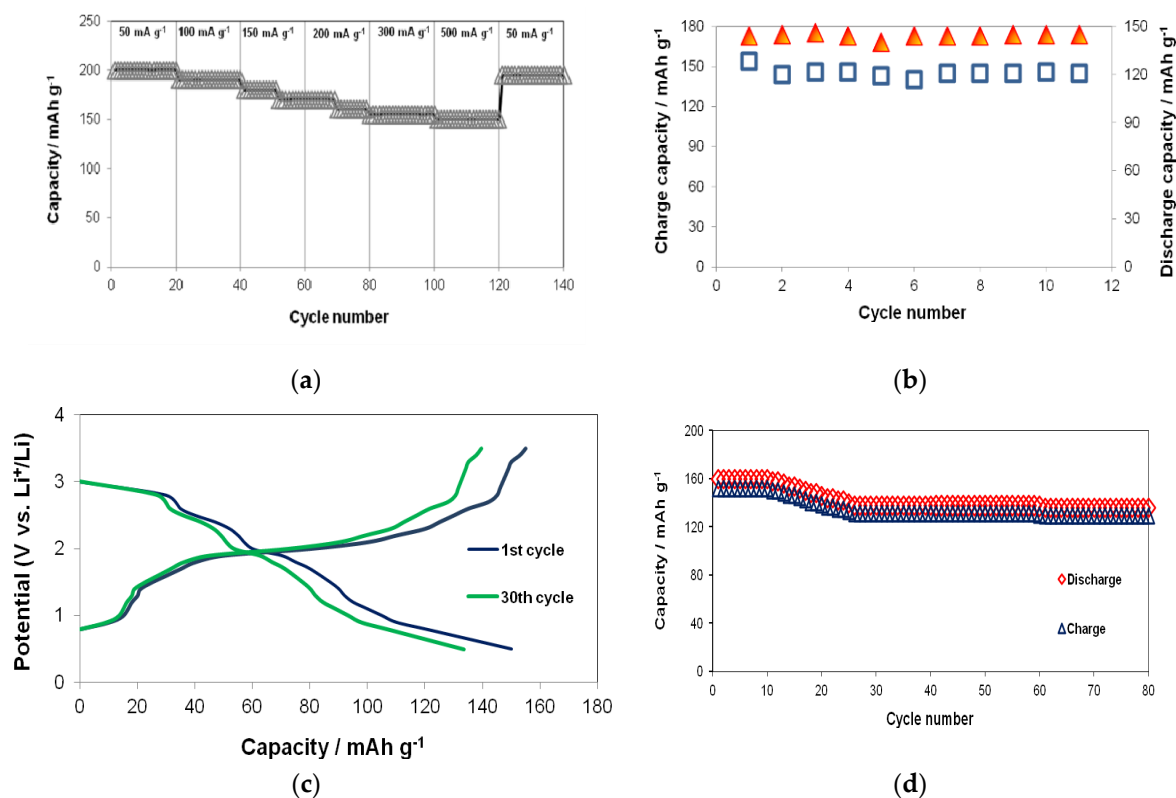 250
200
150
100
50
0
50 mA g-1
100 mA g-1
150 mA g-1
200 mA g-1
300 mA g-1
500 mA g-1
50 mA g-1
0 20 40 60 80 100 120 140
Capacity / mAh g-1
Cycle number
(a)
180
150
120
90
60
30
0
150
120
90
60
30
0
0 2 4 6 8 10 12
Charge capacity / mAh g-1
Discharge capacity / mAh g-1
Cycle number
(b)
4
3
2
1
0
0 20 40 60 80 100 120 140 160 180
Potential (V vs. Li+/Li)
1st cycle
30th cycle
Capacity / mAh g-1
(c)
200
160
120
80
40
0
0 10 20 30 40 50 60 70 80
Capacity / mAh g-1
Discharge
Charge
Cycle number
(d)